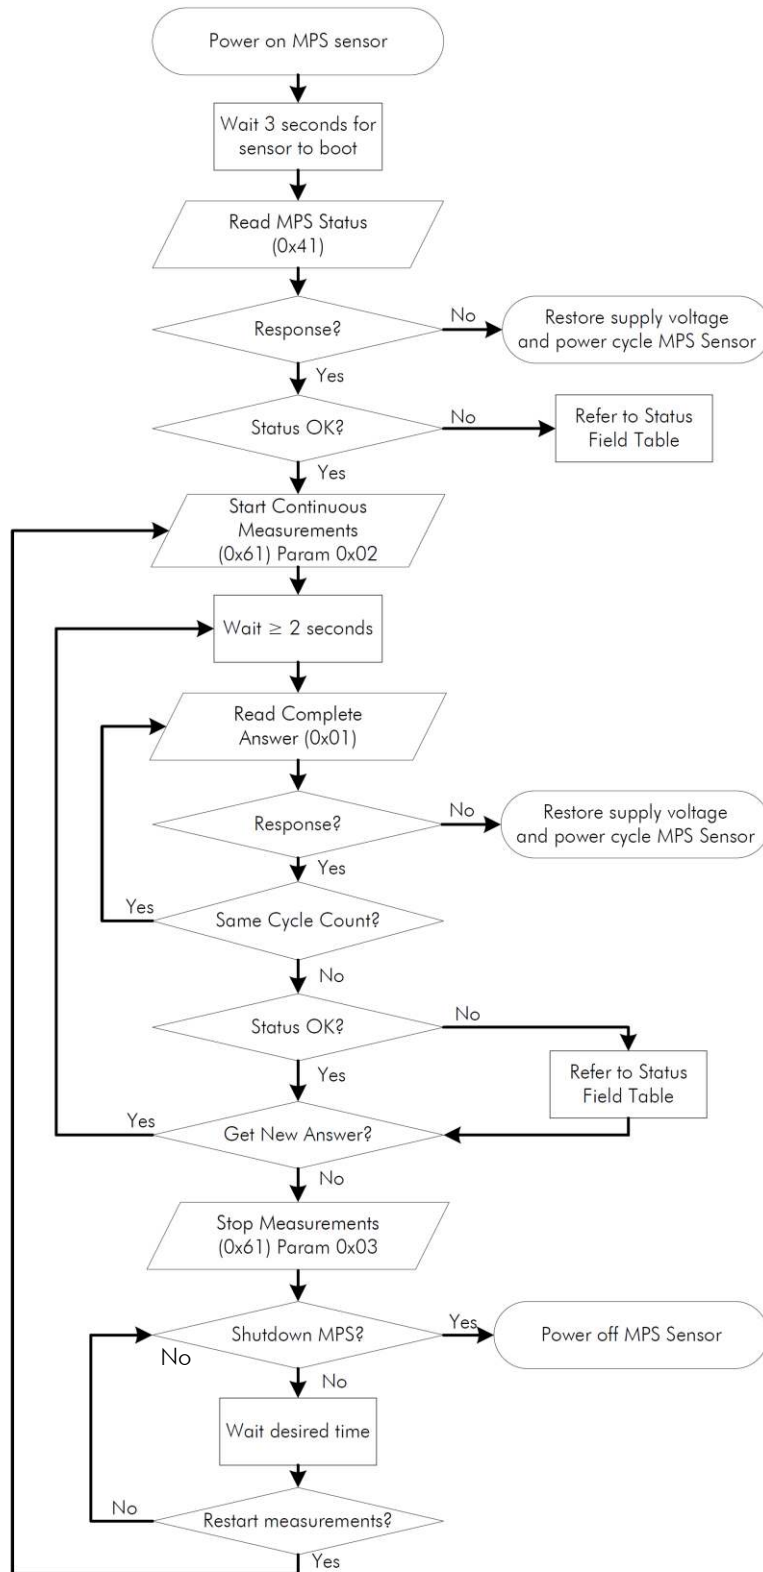 Power on MPS sensor
Wait 3 seconds for
sensor to boot
Read MPS Status
(0x41)
Response?
No
Restore supply voltage
and power cycle MPS Sensor
Yes
Status OK?
No
Refer to Status
Field Table
Yes
Start Continuous
Measurements
(0x61) Param 0x02
Wait ≥ 2 seconds
Read Complete
Answer (0x01)
Response?
No
Restore supply voltage
and power cycle MPS Sensor
Yes
Yes
Same Cycle Count?
No
Status OK?
No
Refer to Status
Field Table
Yes
Yes
Get New Answer?
No
Stop Measurements
(0x61) Param 0x03
Shutdown MPS?
Yes
Power off MPS Sensor
No
No
Wait desired time
No
Restart measurements?
Yes